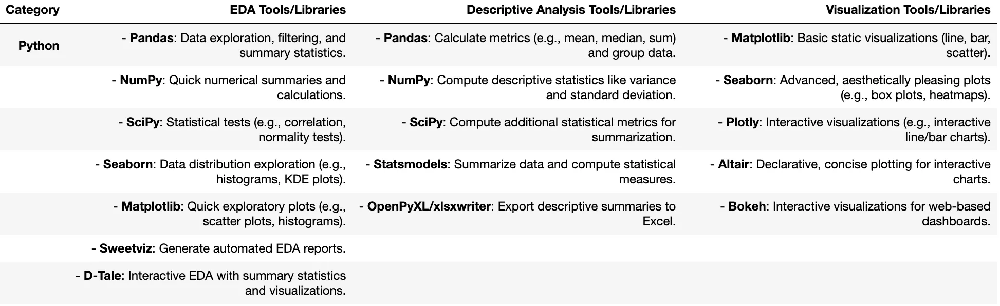 Category EDA Tools/Libraries Descriptive Analysis Tools/Libraries Visualization Tools/Libraries
Python
- Pandas: Data exploration, filtering, and
summary statistics.
- Pandas: Calculate metrics (e.g., mean, median, sum)
and group data.
- Matplotlib: Basic static visualizations (line, bar,
scatter).
- NumPy: Quick numerical summaries and
calculations.
- NumPy: Compute descriptive statistics like variance
and standard deviation.
- Seaborn: Advanced, aesthetically pleasing plots
(e.g., box plots, heatmaps).
- SciPy: Statistical tests (e.g., correlation,
normality tests).
- SciPy: Compute additional statistical metrics for
summarization.
- Plotly: Interactive visualizations (e.g., interactive
line/bar charts).
- Seaborn: Data distribution exploration (e.g.,
histograms, KDE plots).
- Statsmodels: Summarize data and compute statistical
measures.
- Altair: Declarative, concise plotting for interactive
charts.
- Matplotlib: Quick exploratory plots (e.g.,
scatter plots, histograms).
- OpenPyXL/xlsxwriter: Export descriptive summaries to
Excel.
- Bokeh: Interactive visualizations for web-based
dashboards.
- Sweetviz: Generate automated EDA reports.
- D-Tale: Interactive EDA with summary statistics
and visualizations.